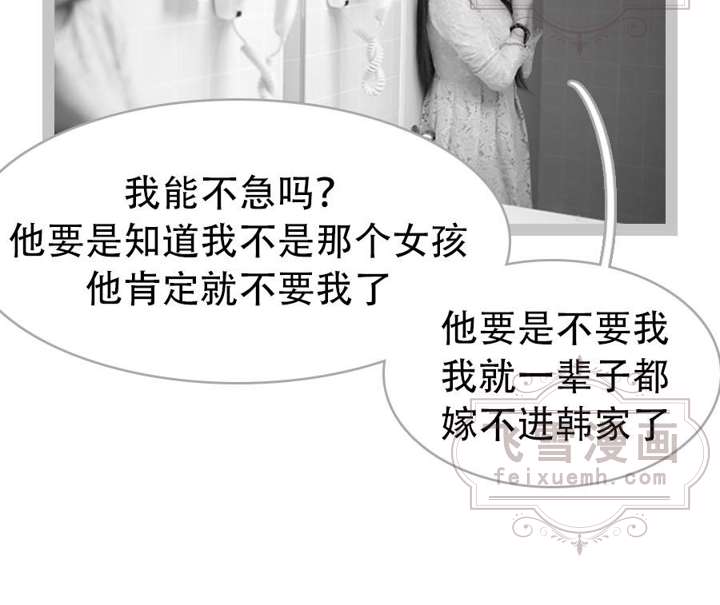 我能不急吗?
他要是知道我不是那个女孩
他肯定就不要我了
他要是不要我
我就一辈子都
嫁不进韩家了
飞雪漫画
feixuemh.com